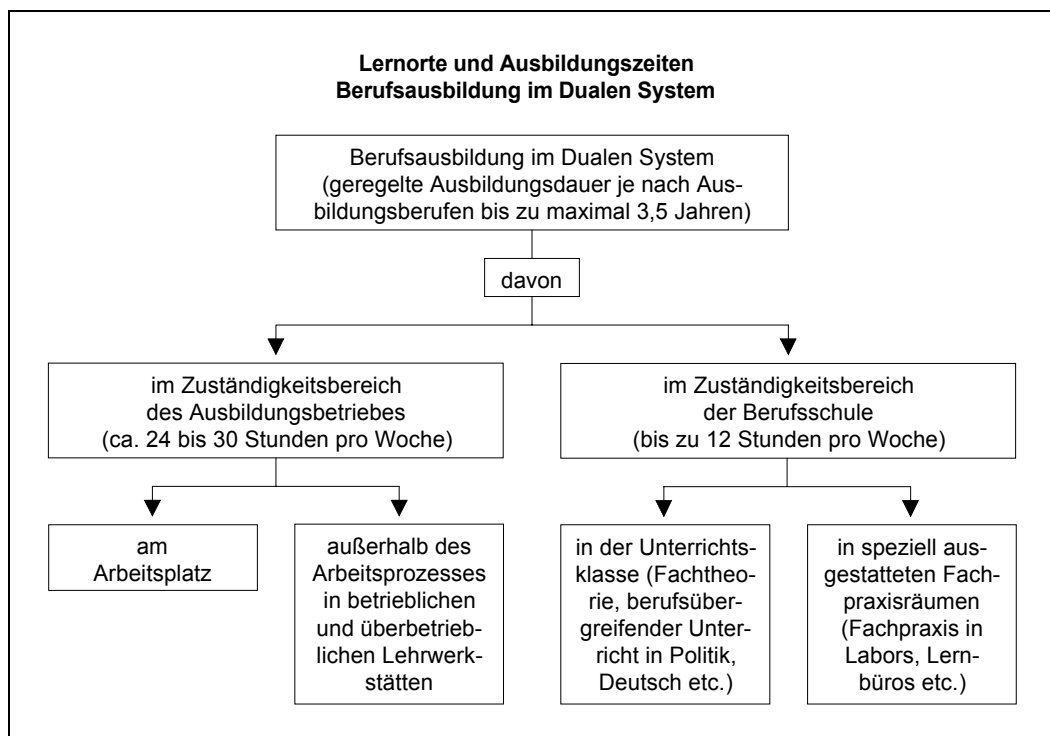 Lernorte und Ausbildungszeiten
Berufsausbildung im Dualen System
Berufsausbildung im Dualen System
(geregelte Ausbildungsdauer je nach Aus-
bildungsberufen bis zu maximal 3,5 Jahren)
davon
im Zuständigkeitsbereich
des Ausbildungsbetriebes
(ca. 24 bis 30 Stunden pro Woche)
im Zuständigkeitsbereich
der Berufsschule
(bis zu 12 Stunden pro Woche)
am
Arbeitsplatz
außerhalb des
Arbeitsprozesses
in betrieblichen
und überbetrieb-
lichen Lehrwerk-
stätten
in der Unterrichts-
klasse (Fachtheo-
rie, berufsüber-
greifender Unter-
richt in Politik,
Deutsch etc.)
in speziell aus-
gestatteten Fach-
praxisräumen
(Fachpraxis in
Labors, Lern-
büros etc.)